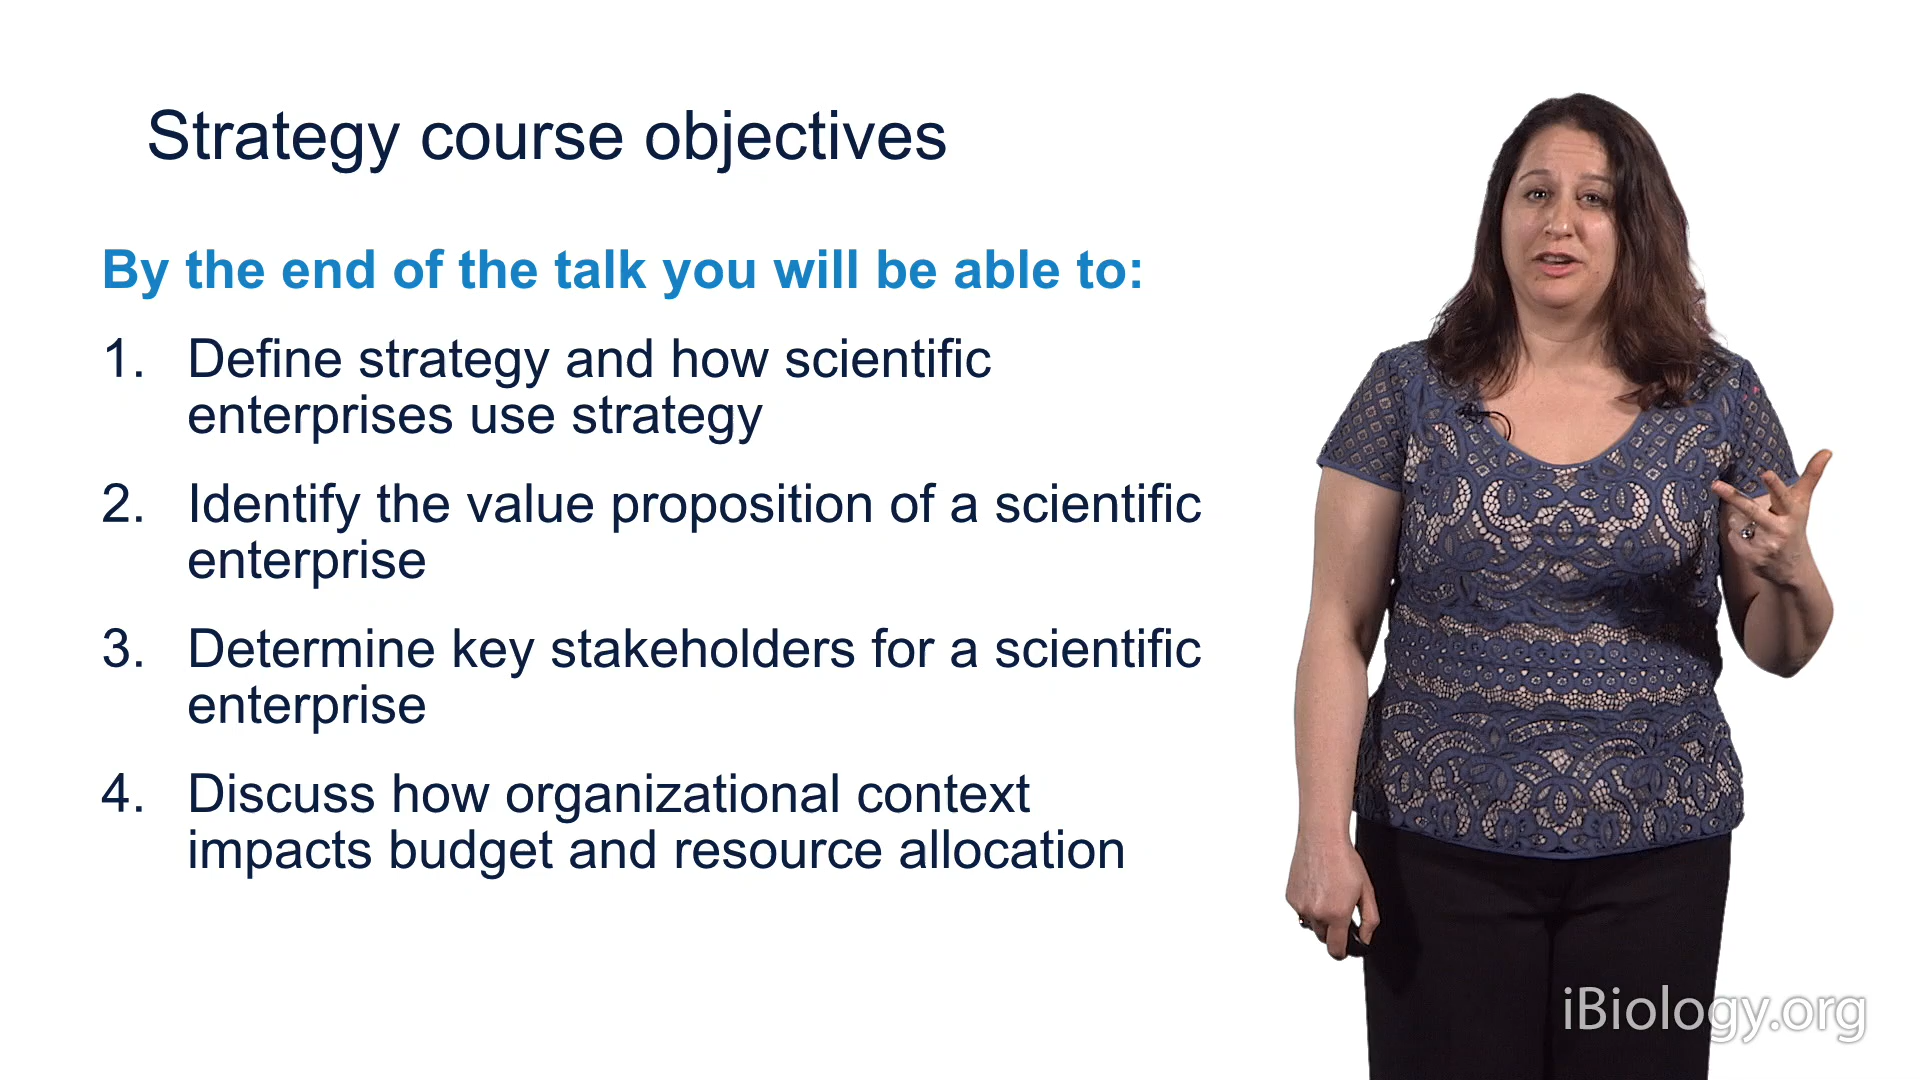 Strategy course objectives
By the end of the talk you will be able to:
1. Define strategy and how scientific
enterprises use strategy
2. Identify the value proposition of a scientific
enterprise
3. Determine key stakeholders for a scientific
enterprise
4. Discuss how organizational context
impacts budget and resource allocation
iBiology.org